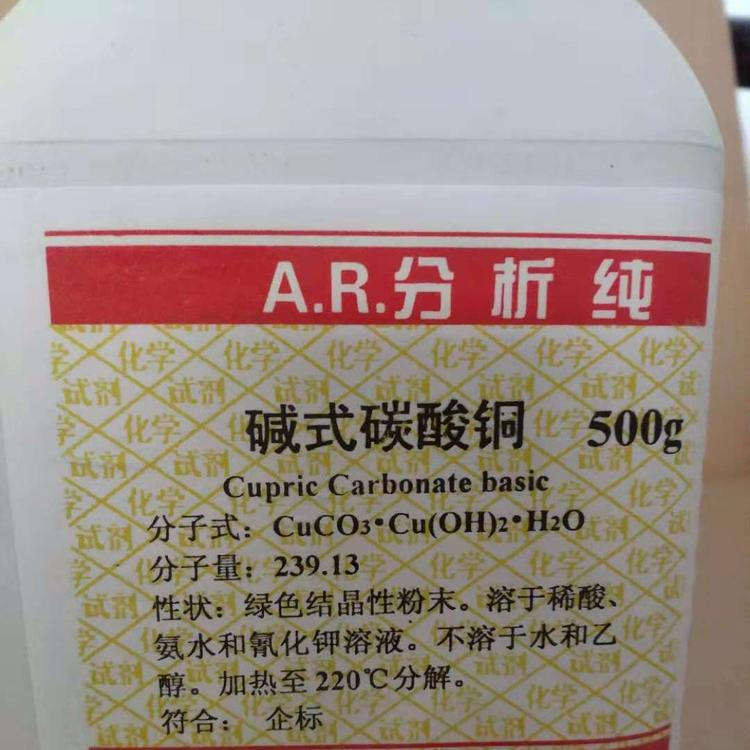 A.R.分析纯
碱式碳酸铜 500g
Cupric Carbonate basic
分子式：CuCO₃•Cu(OH)₂•H₂O
分子量：239.13
性状：绿色结晶性粉末。溶于稀酸、
氨水和氰化钾溶液。不溶于水和乙
醇。加热至220℃分解。
符合： 企标